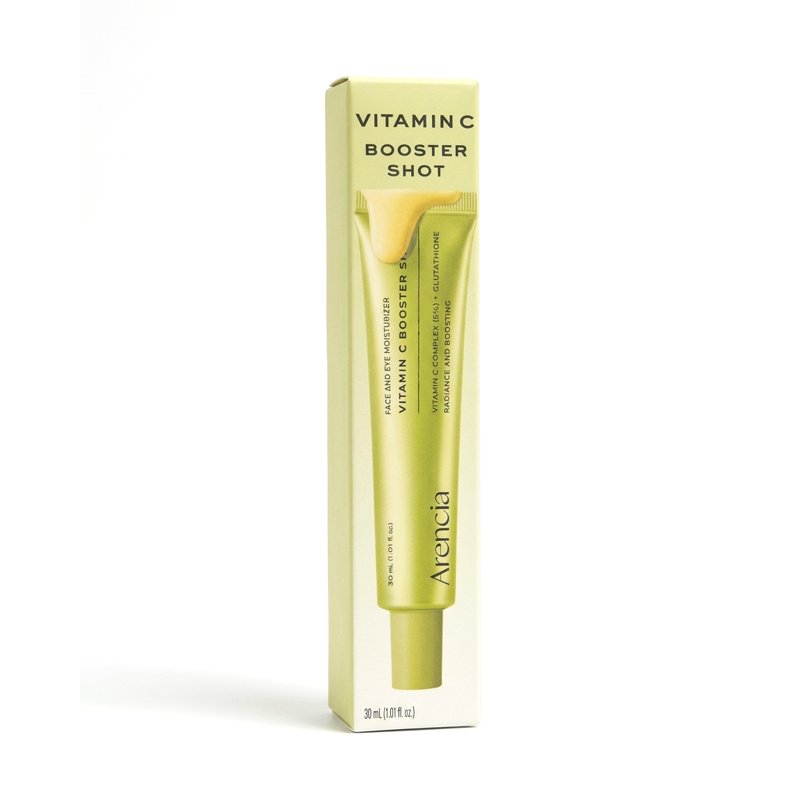 VITAMIN C
BOOSTER
SHOT
FACE AND EYE MOISTURIZER
VITAMIN C BOOSTER
VITAMIN C COMPLEX (5%) + GLUTATHIONE
RADIANCE AND BOOSTING
30 mL (1.01 fl. oz.)
Arencia
30 mL (1.01 fl. oz.)